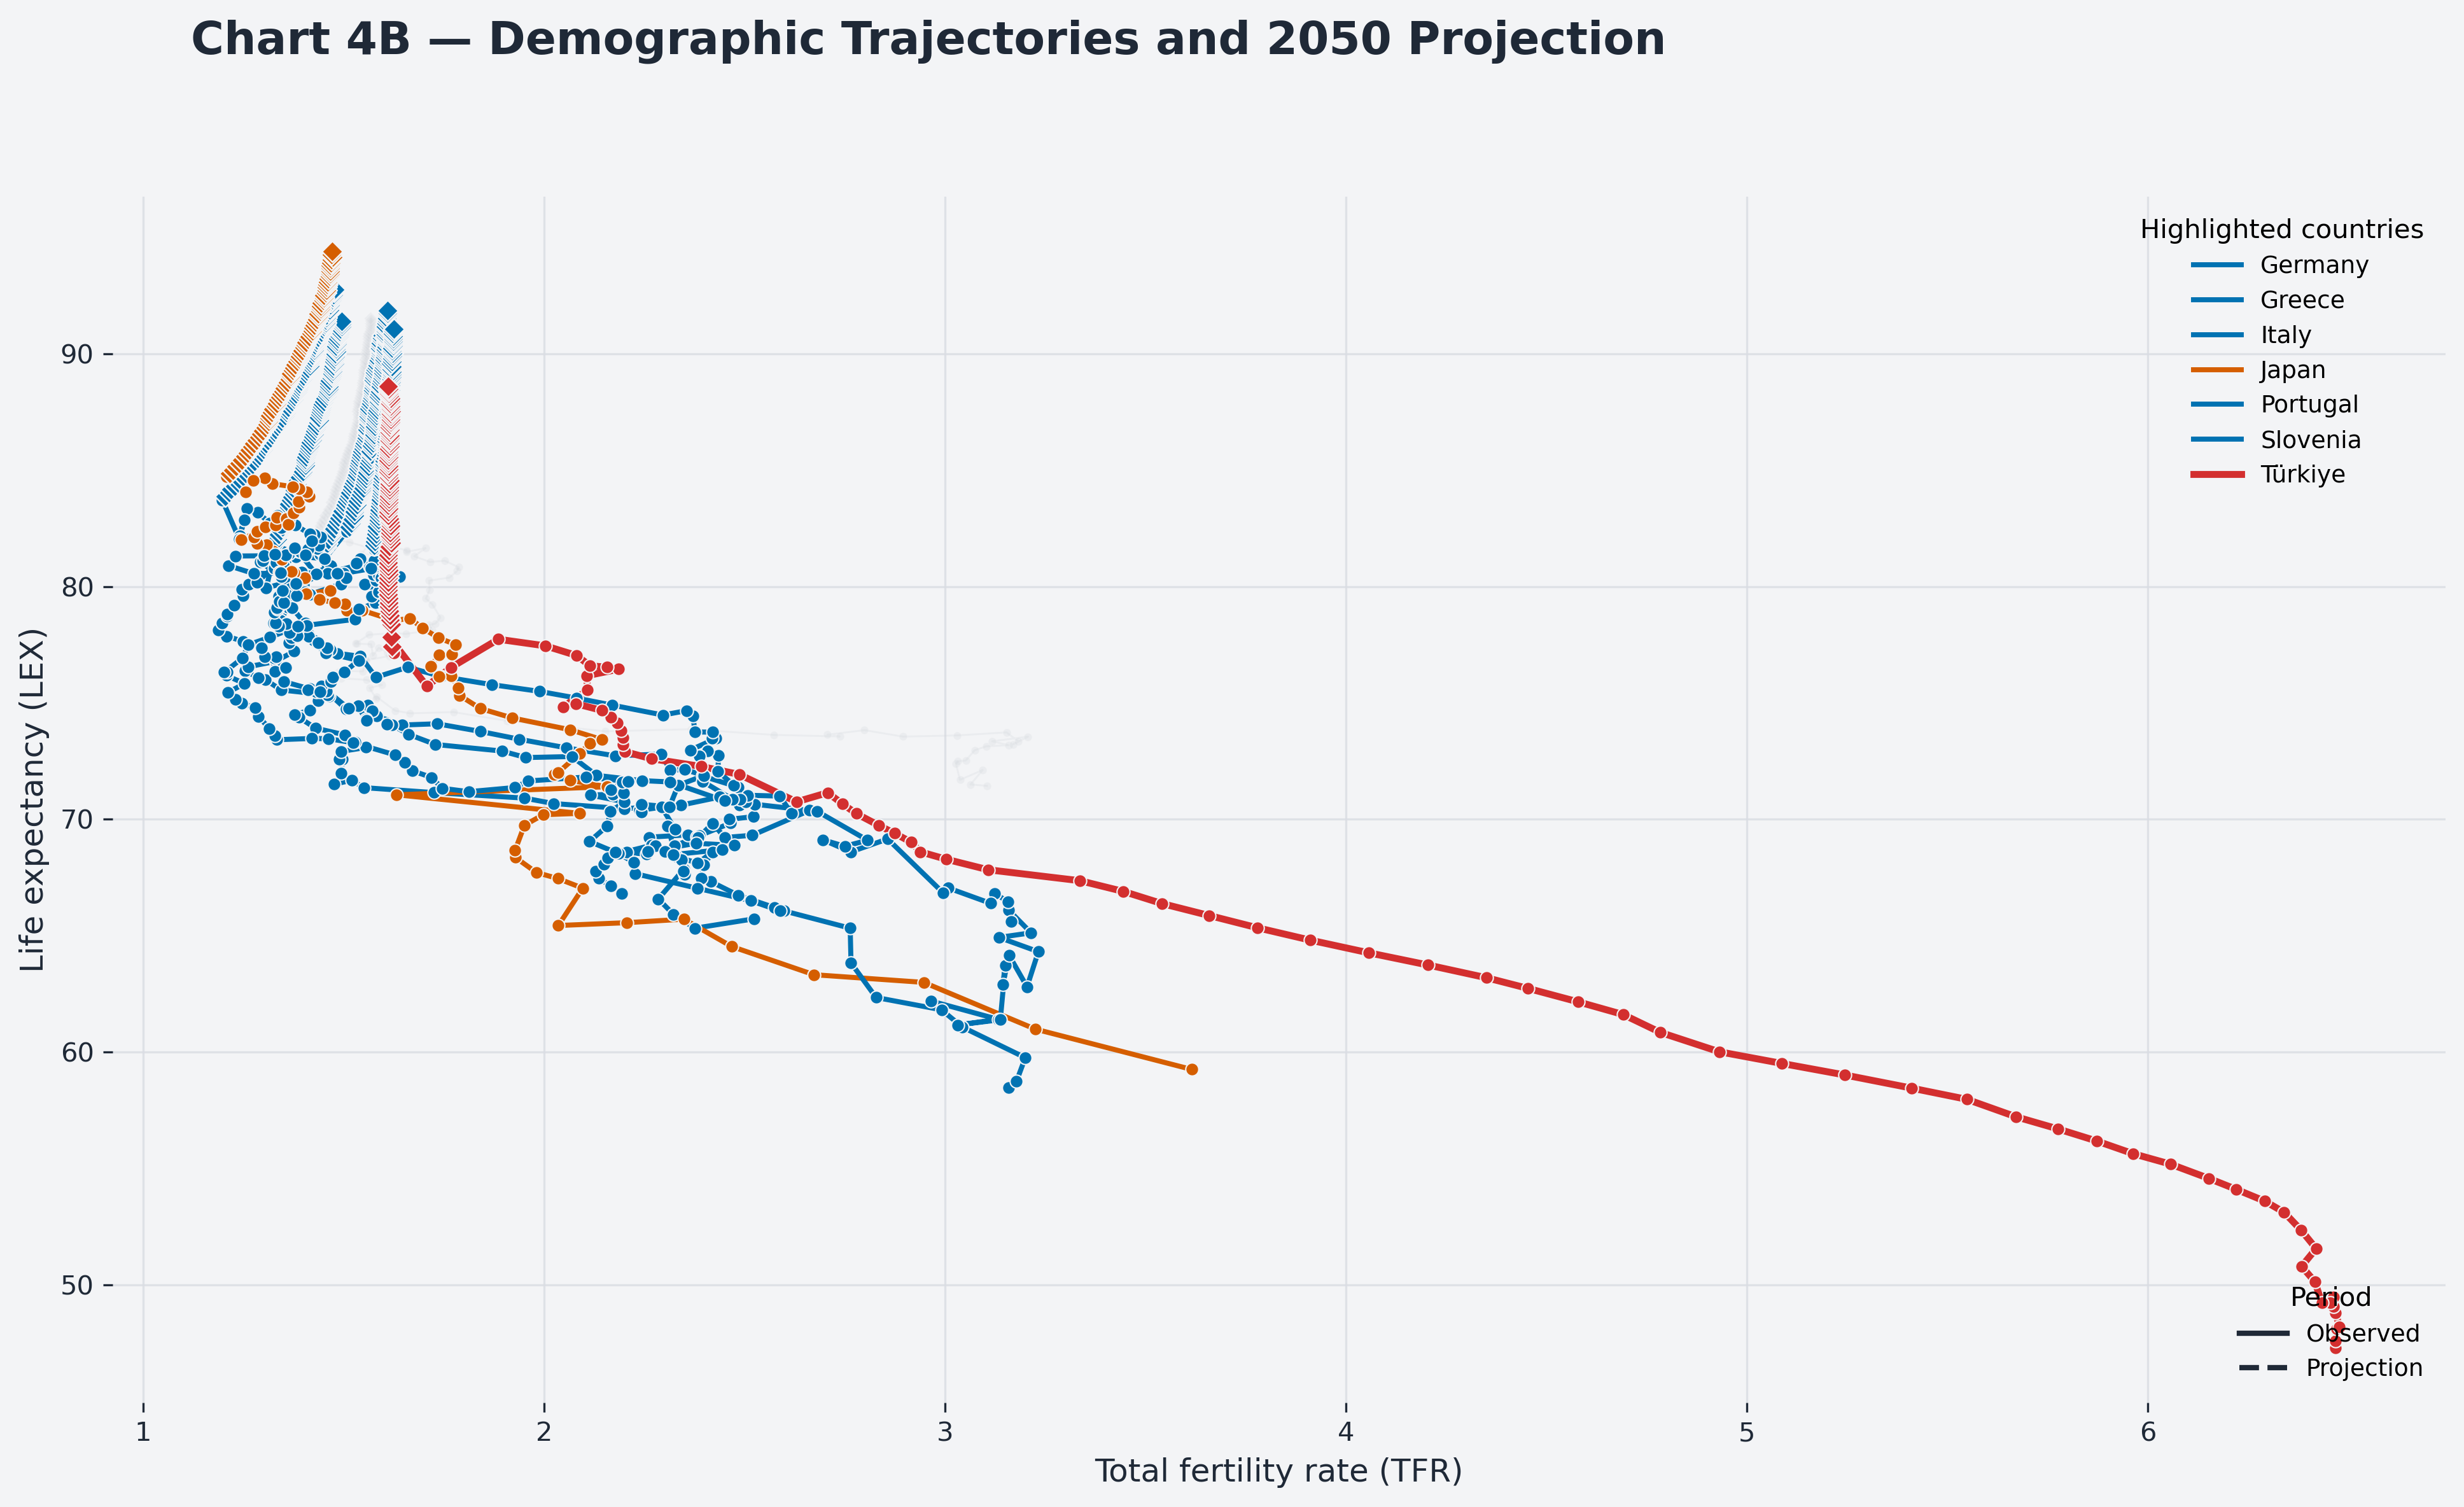 Chart 4B — Demographic Trajectories and 2050 Projection
Highlighted countries
Germany
Greece
Italy
Japan
Portugal
Slovenia
Türkiye
90
80
70
60
50
Life expectancy (LEX)
Period
Observed
Projection
1 2 3 4 5 6
Total fertility rate (TFR)